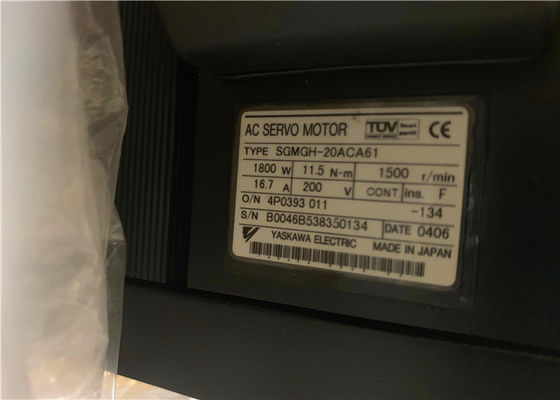 AC SERVO MOTOR TÜV CE
TYPE SGMGH-20ACA61
1800 W 11.5 N·m 1500 r/min
16.7 A 200 V CONT ins. F
O/N 4P0393 011 -134
S/N B0046B538350134 DATE 0406
YASKAWA ELECTRIC MADE IN JAPAN